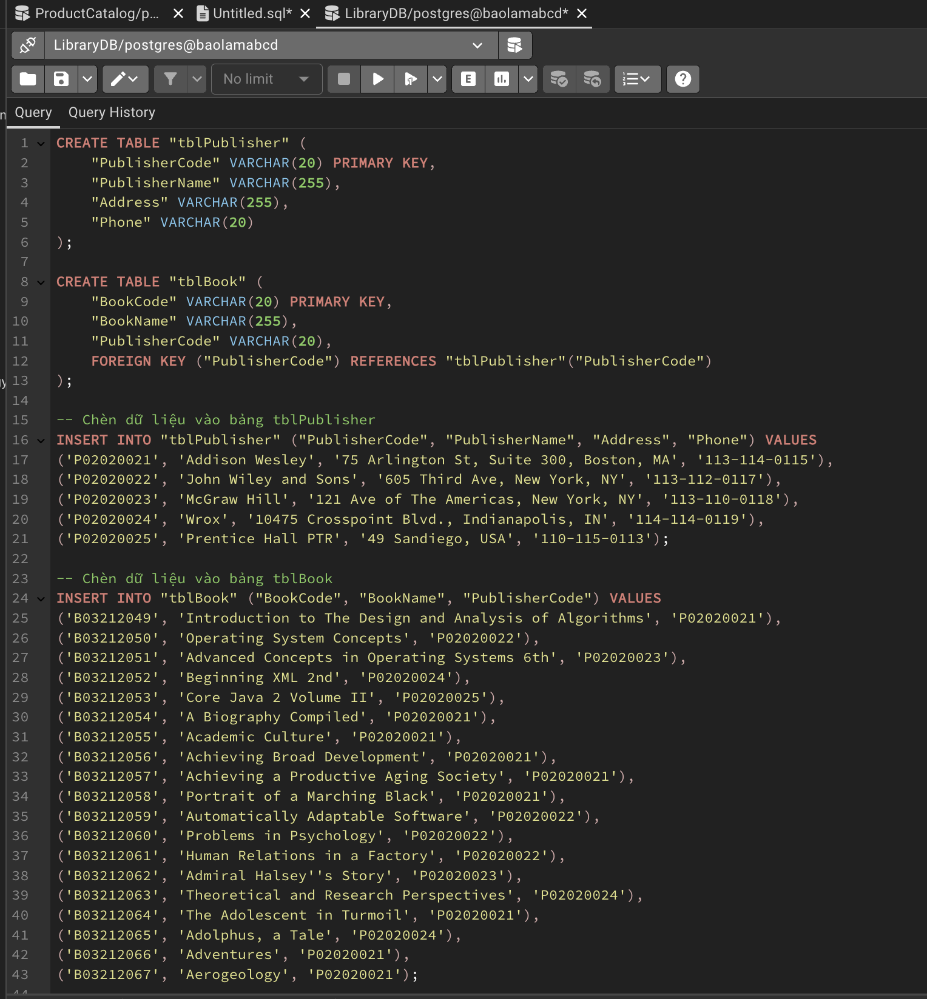 ProductCatalog/p...
Untitled.sql*
LibraryDB/postgres@baolamabcd*
LibraryDB/postgres@baolamabcd
No limit
E
Query
Query History
1 CREATE TABLE "tblPublisher" (
2 "PublisherCode" VARCHAR(20) PRIMARY KEY,
3 "PublisherName" VARCHAR(255),
4 "Address" VARCHAR(255),
5 "Phone" VARCHAR(20)
6 );
7
8 CREATE TABLE "tblBook" (
9 "BookCode" VARCHAR(20) PRIMARY KEY,
10 "BookName" VARCHAR(255),
11 "PublisherCode" VARCHAR(20),
12 FOREIGN KEY ("PublisherCode") REFERENCES "tblPublisher"("PublisherCode")
13 );
14
15 -- Chèn dữ liệu vào bảng tblPublisher
16 INSERT INTO "tblPublisher" ("PublisherCode", "PublisherName", "Address", "Phone") VALUES
17 ('P02020021', 'Addison Wesley', '75 Arlington St, Suite 300, Boston, MA', '113-114-0115'),
18 ('P02020022', 'John Wiley and Sons', '605 Third Ave, New York, NY', '113-112-0117'),
19 ('P02020023', 'McGraw Hill', '121 Ave of The Americas, New York, NY', '113-110-0118'),
20 ('P02020024', 'Wrox', '10475 Crosspoint Blvd., Indianapolis, IN', '114-114-0119'),
21 ('P02020025', 'Prentice Hall PTR', '49 Sandiego, USA', '110-115-0113');
22
23 -- Chèn dữ liệu vào bảng tblBook
24 INSERT INTO "tblBook" ("BookCode", "BookName", "PublisherCode") VALUES
25 ('B03212049', 'Introduction to The Design and Analysis of Algorithms', 'P02020021'),
26 ('B03212050', 'Operating System Concepts', 'P02020022'),
27 ('B03212051', 'Advanced Concepts in Operating Systems 6th', 'P02020023'),
28 ('B03212052', 'Beginning XML 2nd', 'P02020024'),
29 ('B03212053', 'Core Java 2 Volume II', 'P02020025'),
30 ('B03212054', 'A Biography Compiled', 'P02020021'),
31 ('B03212055', 'Academic Culture', 'P02020021'),
32 ('B03212056', 'Achieving Broad Development', 'P02020021'),
33 ('B03212057', 'Achieving a Productive Aging Society', 'P02020021'),
34 ('B03212058', 'Portrait of a Marching Black', 'P02020021'),
35 ('B03212059', 'Automatically Adaptable Software', 'P02020022'),
36 ('B03212060', 'Problems in Psychology', 'P02020022'),
37 ('B03212061', 'Human Relations in a Factory', 'P02020022'),
38 ('B03212062', 'Admiral Halsey''s Story', 'P02020023'),
39 ('B03212063', 'Theoretical and Research Perspectives', 'P02020024'),
40 ('B03212064', 'The Adolescent in Turmoil', 'P02020021'),
41 ('B03212065', 'Adolphus, a Tale', 'P02020024'),
42 ('B03212066', 'Adventures', 'P02020021'),
43 ('B03212067', 'Aerogeology', 'P02020021');